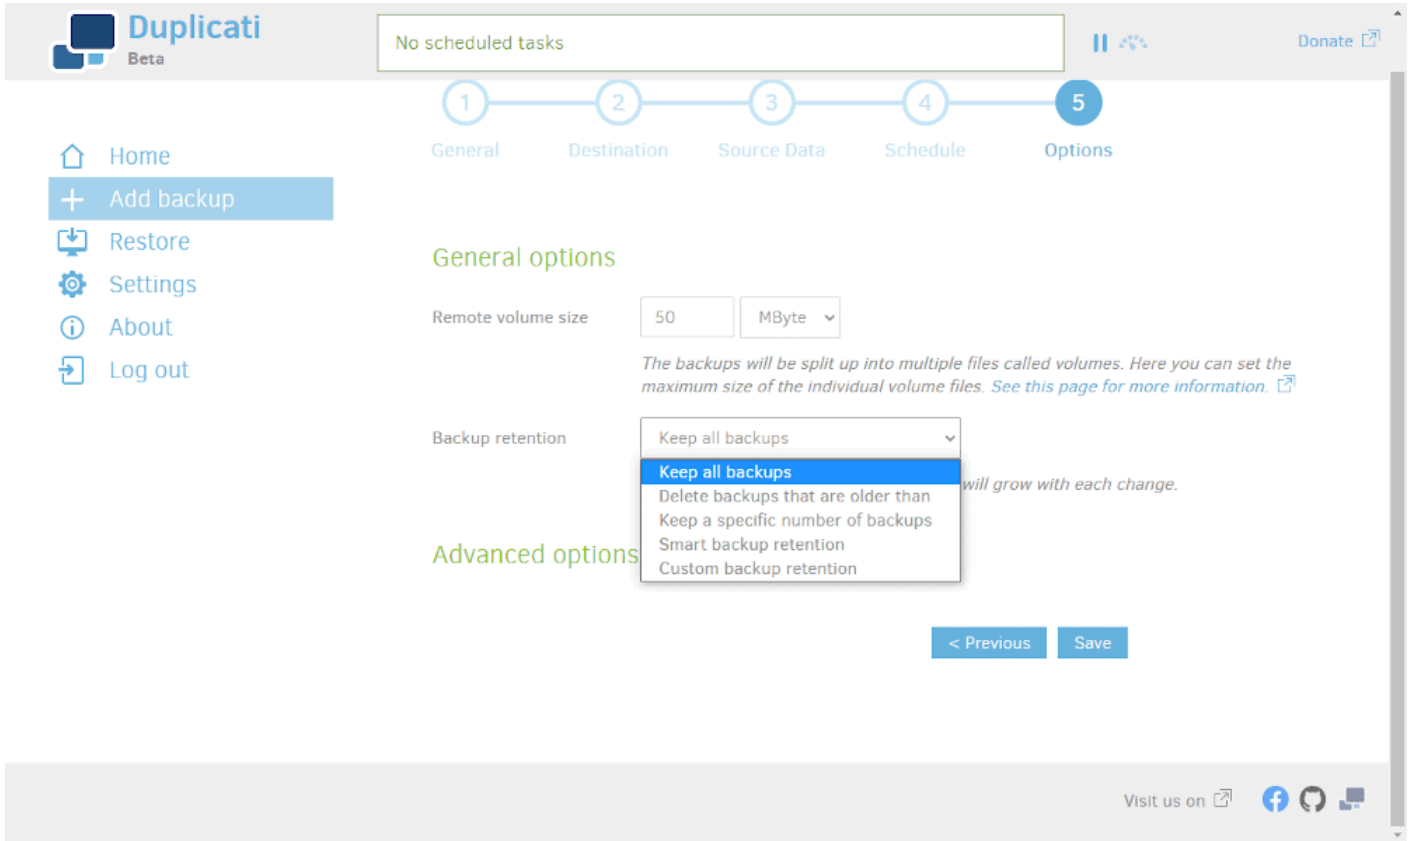 Duplicati
Beta
No scheduled tasks
Donate
1 2 3 4 5
General Destination Source Data Schedule Options
Home
Add backup
Restore
Settings
About
Log out
General options
Remote volume size 50 MByte
The backups will be split up into multiple files called volumes. Here you can set the
maximum size of the individual volume files. See this page for more information.
Backup retention Keep all backups
Keep all backups
will grow with each change.
Delete backups that are older than
Keep a specific number of backups
Smart backup retention
Custom backup retention
Advanced options
< Previous Save
Visit us on